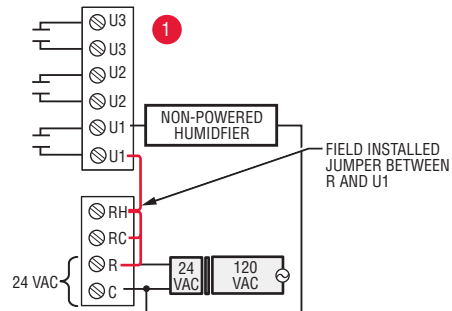 U3
1
U3
U2
U2
U1
NON-POWERED
HUMIDFIER
U1
FIELD INSTALLED
JUMPER BETWEEN
R AND U1
RH
RC
R
24 VAC
C
24
VAC
120
VAC